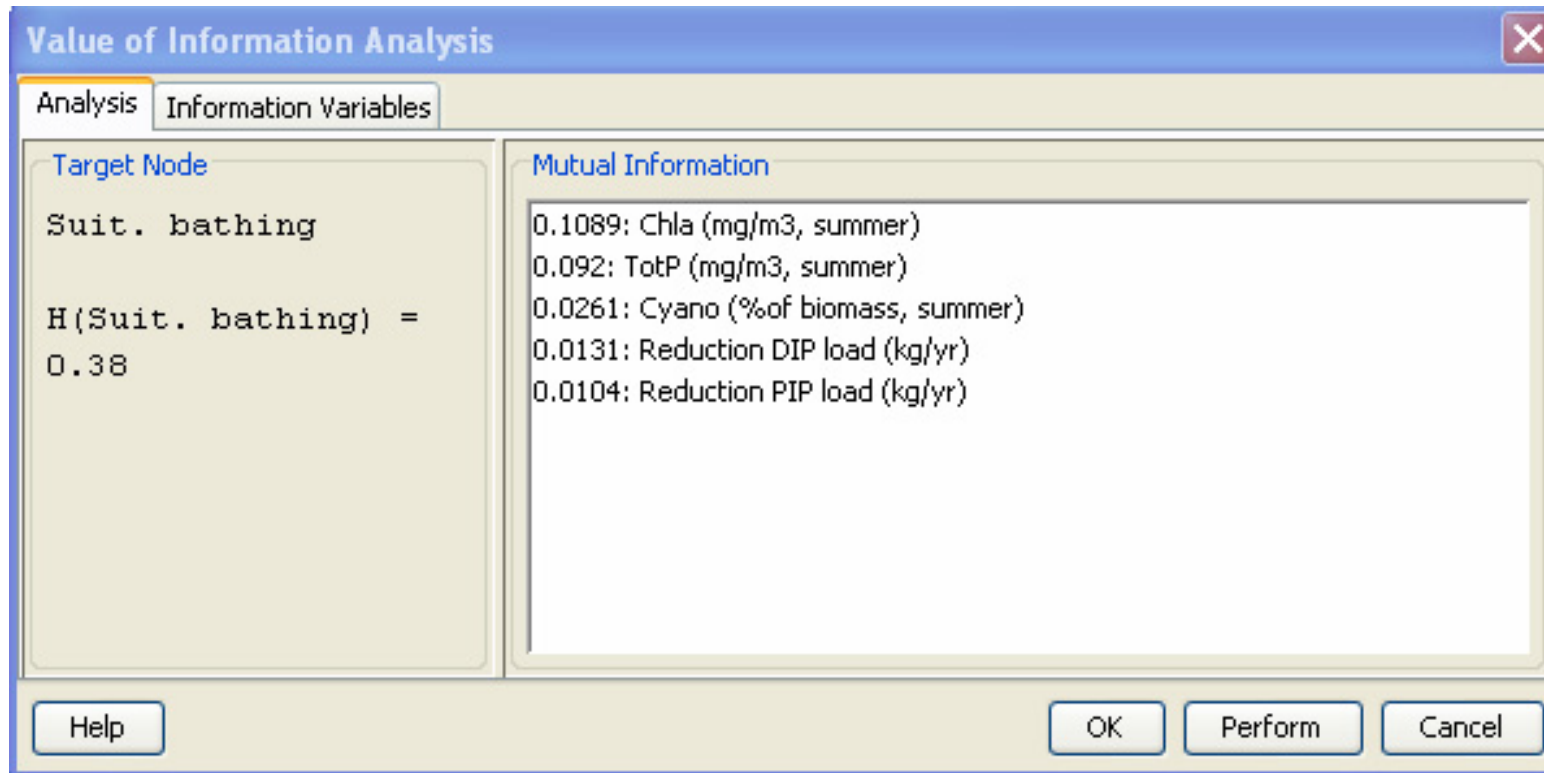 Value of Information Analysis
Analysis
Information Variables
Target Node
Suit. bathing
H(Suit. bathing) =
0.38
Mutual Information
0.1089: Chla (mg/m3, summer)
0.092: TotP (mg/m3, summer)
0.0261: Cyano (%of biomass, summer)
0.0131: Reduction DIP load (kg/yr)
0.0104: Reduction PIP load (kg/yr)
Help
OK
Perform
Cancel